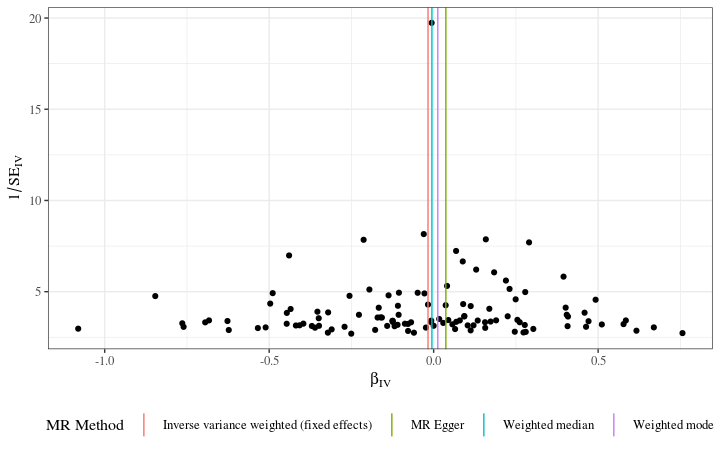 20
15
10
5
1/SE_IV
-1.0 -0.5 0.0 0.5
β_IV
MR Method Inverse variance weighted (fixed effects) MR Egger Weighted median Weighted mode